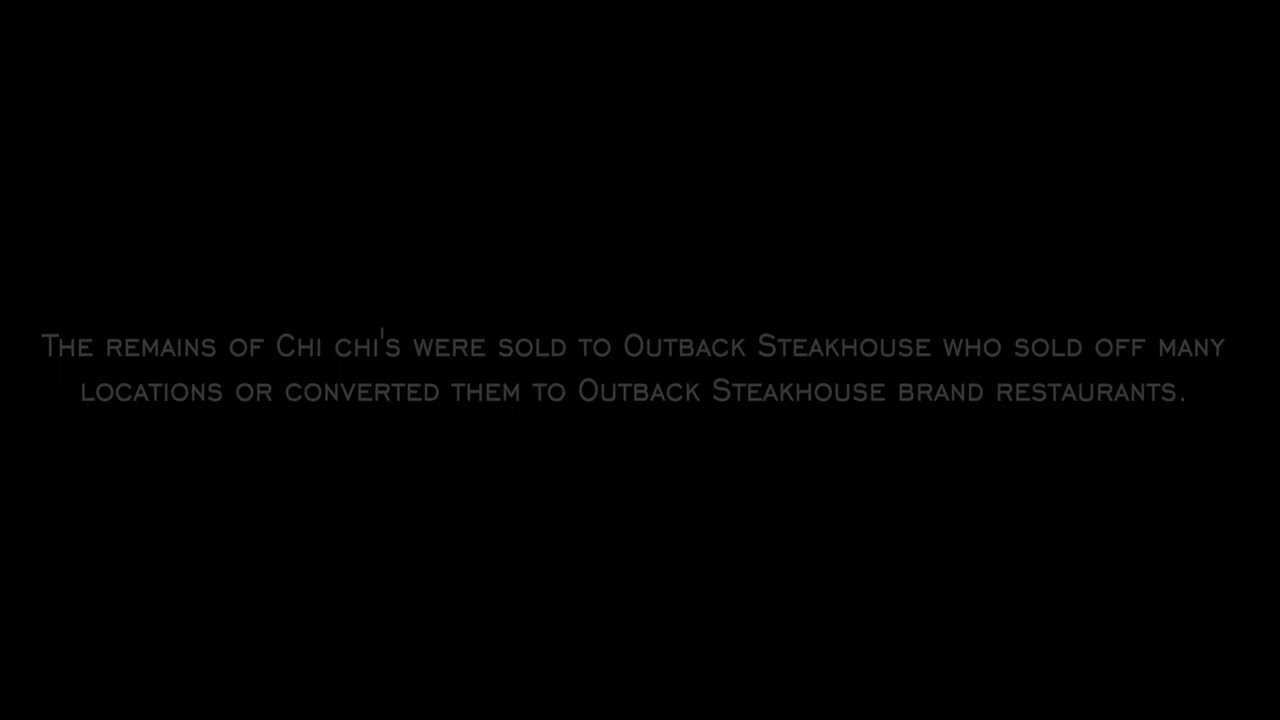 The remains of Chi chi's were sold to Outback Steakhouse who sold off many
locations or converted them to Outback Steakhouse brand restaurants.